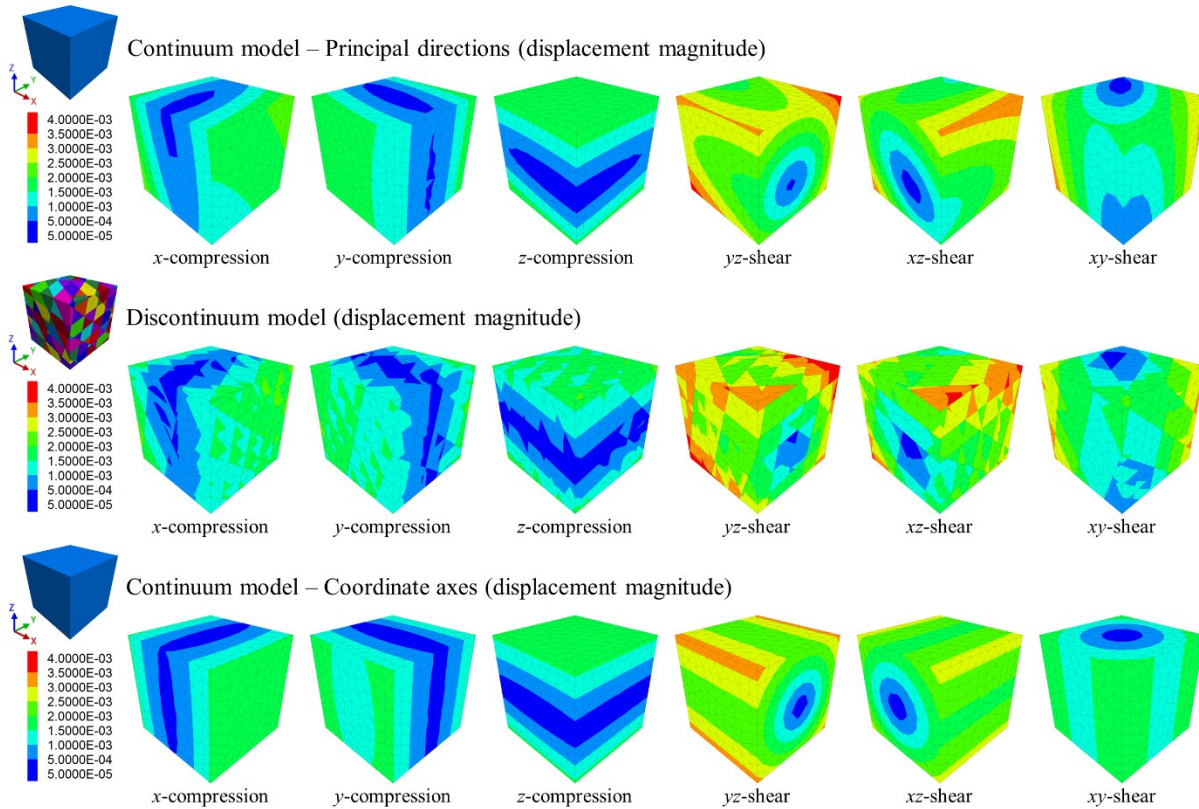 Continuum model – Principal directions (displacement magnitude)
Z
Y
X
4.0000E-03
3.5000E-03
3.0000E-03
2.5000E-03
2.0000E-03
1.5000E-03
1.0000E-03
5.0000E-04
5.0000E-05
x-compression
y-compression
z-compression
yz-shear
xz-shear
xy-shear
Discontinuum model (displacement magnitude)
Z
Y
X
4.0000E-03
3.5000E-03
3.0000E-03
2.5000E-03
2.0000E-03
1.5000E-03
1.0000E-03
5.0000E-04
5.0000E-05
x-compression
y-compression
z-compression
yz-shear
xz-shear
xy-shear
Continuum model – Coordinate axes (displacement magnitude)
Z
Y
X
4.0000E-03
3.5000E-03
3.0000E-03
2.5000E-03
2.0000E-03
1.5000E-03
1.0000E-03
5.0000E-04
5.0000E-05
x-compression
y-compression
z-compression
yz-shear
xz-shear
xy-shear